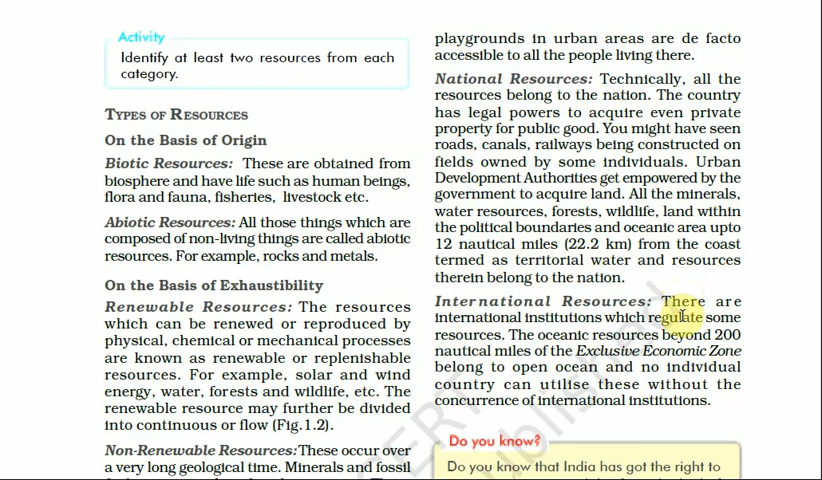 Activity
Identify at least two resources from each
category.
TYPES OF RESOURCES
On the Basis of Origin
Biotic Resources: These are obtained from
biosphere and have life such as human beings,
flora and fauna, fisheries, livestock etc.
Abiotic Resources: All those things which are
composed of non-living things are called abiotic
resources. For example, rocks and metals.
On the Basis of Exhaustibility
Renewable Resources: The resources
which can be renewed or reproduced by
physical, chemical or mechanical processes
are known as renewable or replenishable
resources. For example, solar and wind
energy, water, forests and wildlife, etc. The
renewable resource may further be divided
into continuous or flow (Fig.1.2).
Non-Renewable Resources: These occur over
a very long geological time. Minerals and fossil
playgrounds in urban areas are de facto
accessible to all the people living there.
National Resources: Technically, all the
resources belong to the nation. The country
has legal powers to acquire even private
property for public good. You might have seen
roads, canals, railways being constructed on
fields owned by some individuals. Urban
Development Authorities get empowered by the
government to acquire land. All the minerals,
water resources, forests, wildlife, land within
the political boundaries and oceanic area upto
12 nautical miles (22.2 km) from the coast
termed as territorial water and resources
therein belong to the nation.
International Resources: There are
international institutions which regulate some
resources. The oceanic resources beyond 200
nautical miles of the Exclusive Economic Zone
belong to open ocean and no individual
country can utilise these without the
concurrence of international institutions.
Do you know?
Do you know that India has got the right to